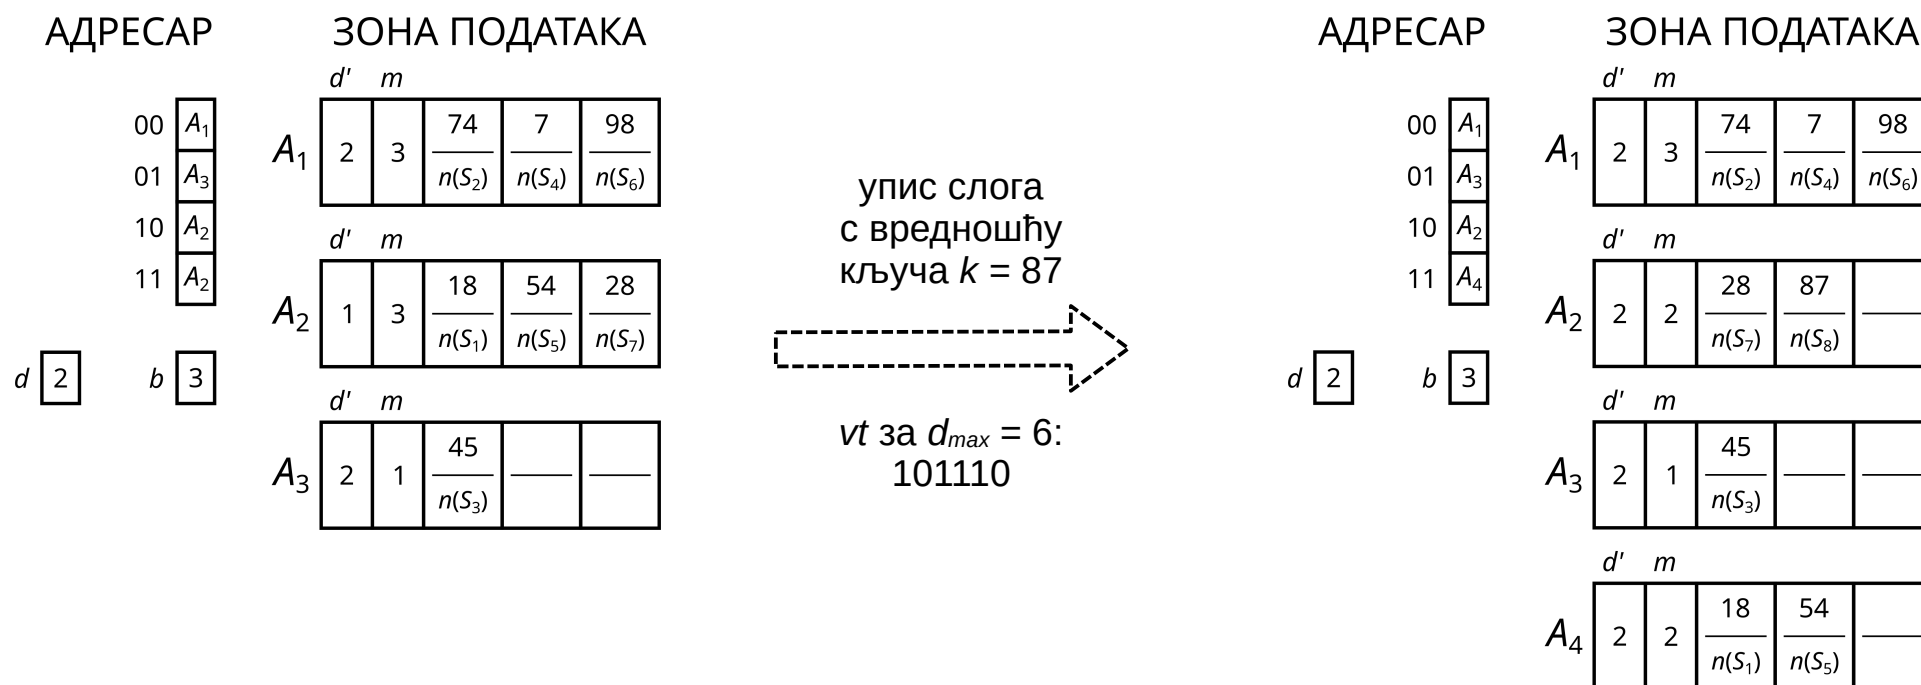 АДРЕСАР ЗОНА ПОДАТАКА
d' m
00 A1
01 A3
10 A2
11 A2
d 2 b 3
A1 2 3 74 7 98
n(S2) n(S4) n(S6)
d' m
A2 1 3 18 54 28
n(S1) n(S5) n(S7)
d' m
A3 2 1 45
n(S3)
упис слога
с вредношћу
кључа k = 87
vt за dmax = 6:
101110
АДРЕСАР ЗОНА ПОДАТАКА
d' m
00 A1
01 A3
10 A2
11 A4
d 2 b 3
A1 2 3 74 7 98
n(S2) n(S4) n(S6)
d' m
A2 2 2 28 87
n(S7) n(S8)
d' m
A3 2 1 45
n(S3)
d' m
A4 2 2 18 54
n(S1) n(S5)